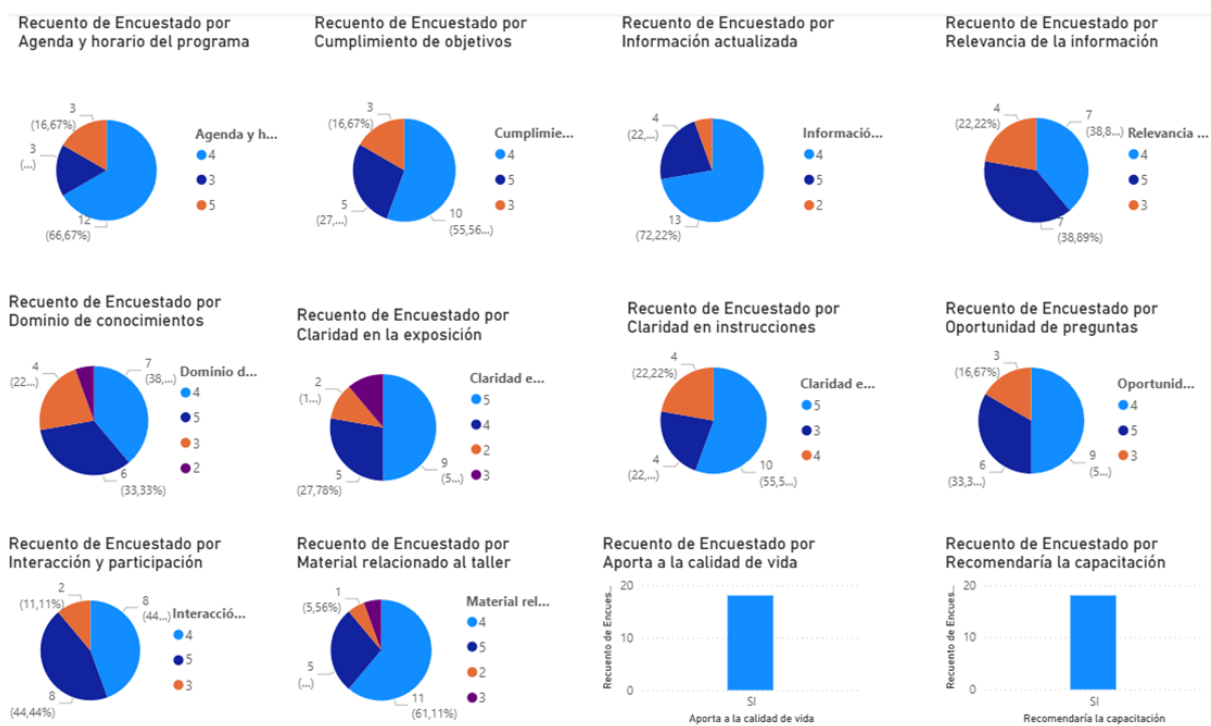 Recuento de Encuestado por
Agenda y horario del programa
3
(16,67%)
3
(...)
12
(66,67%)
Agenda y h...
4
3
5
Recuento de Encuestado por
Cumplimiento de objetivos
3
(16,67%)
5
(27,...)
10
(55,56...)
Cumplimie...
4
5
3
Recuento de Encuestado por
Información actualizada
4
(22,...)
13
(72,22%)
Informació...
4
5
2
Recuento de Encuestado por
Relevancia de la información
4
(22,22%)
7
(38,8...)
7
(38,89%)
Relevancia ...
4
5
3
Recuento de Encuestado por
Dominio de conocimientos
4
(22...)
7
(38,...)
6
(33,33%)
Dominio d...
4
5
3
2
Recuento de Encuestado por
Claridad en la exposición
2
(1...)
5
(27,78%)
9
(5...)
Claridad e...
5
4
2
3
Recuento de Encuestado por
Claridad en instrucciones
4
(22,22%)
4
(22,...)
10
(55,5...)
Claridad e...
5
3
4
Recuento de Encuestado por
Oportunidad de preguntas
3
(16,67%)
6
(33,3...)
9
(5...)
Oportunid...
4
5
3
Recuento de Encuestado por
Interacción y participación
2
(11,11%)
8
(44...)
8
(44,44%)
Interacció...
4
5
3
Recuento de Encuestado por
Material relacionado al taller
1
(5,56%)
5
(...)
11
(61,11%)
Material rel...
4
5
2
3
Recuento de Encuestado por
Aporta a la calidad de vida
Recuento de Encues...
20
10
0
SI
Aporta a la calidad de vida
Recuento de Encuestado por
Recomendaría la capacitación
Recuento de Encues...
20
10
0
SI
Recomendaría la capacitación